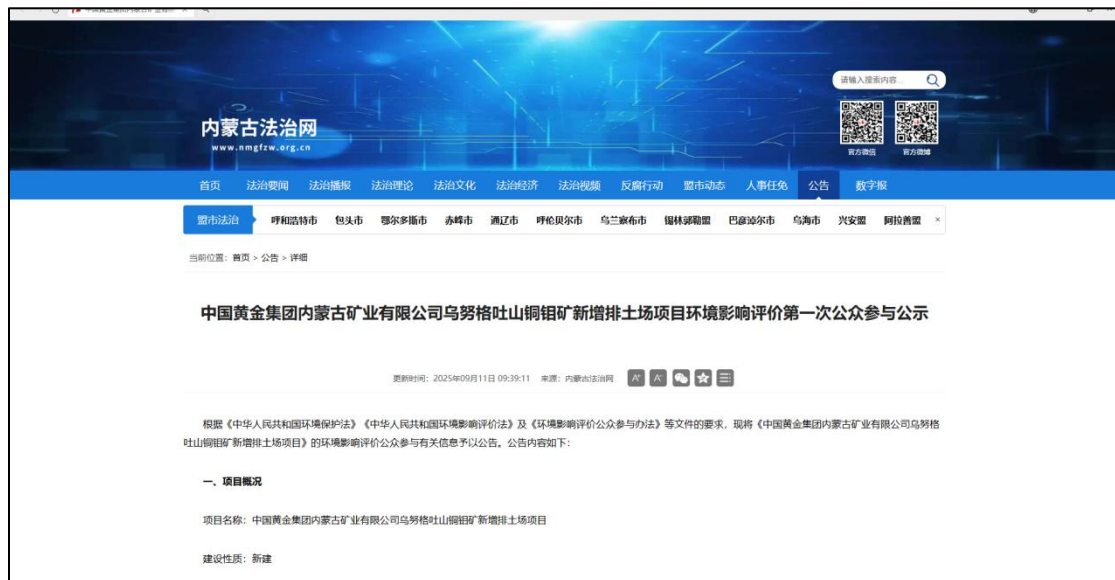 请输入搜索内容...
内蒙古法治网
www.nmgfzw.org.cn
官方微信 官方微博
首页 法治要闻 法治播报 法治理论 法治文化 法治经济 法治视频 反腐行动 盟市动态 人事任免 公告 数字报
盟市法治 呼和浩特市 包头市 鄂尔多斯市 赤峰市 通辽市 呼伦贝尔市 乌兰察布市 锡林郭勒盟 巴彦淖尔市 乌海市 兴安盟 阿拉善盟 ×
当前位置：首页 > 公告 > 详细
中国黄金集团内蒙古矿业有限公司乌努格吐山铜钼矿新增排土场项目环境影响评价第一次公众参与公示
更新时间：2025年09月11日 09:39:11 来源：内蒙古法治网 A+ A-
根据《中华人民共和国环境保护法》《中华人民共和国环境影响评价法》及《环境影响评价公众参与办法》等文件的要求，现将《中国黄金集团内蒙古矿业有限公司乌努格
吐山铜钼矿新增排土场项目》的环境影响评价公众参与有关信息予以公告。公告内容如下：
一、项目概况
项目名称：中国黄金集团内蒙古矿业有限公司乌努格吐山铜钼矿新增排土场项目
建设性质：新建